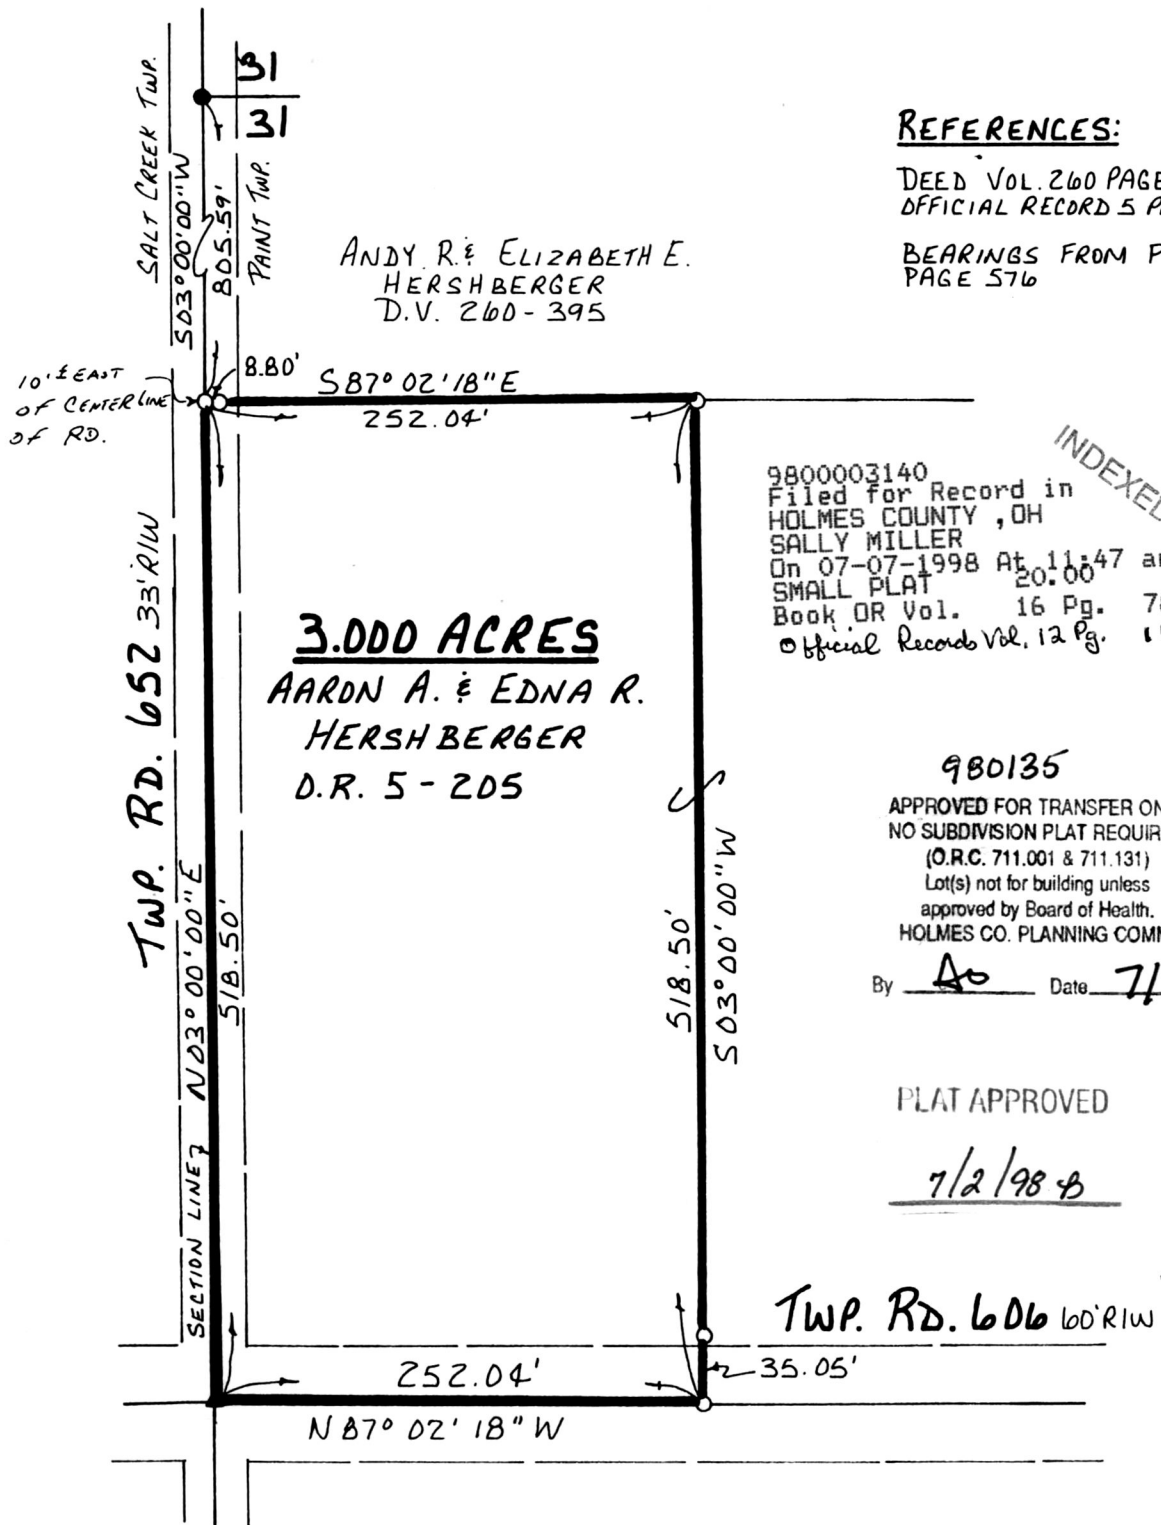 31
31
SALT CREEK TWP.
S03°00'00"W
805.59'
PAINT TWP.
REFERENCES:
DEED VOL. 260 PAGE
OFFICIAL RECORD 5
BEARINGS FROM
PAGE 576
ANDY R. & ELIZABETH E.
HERSHBERGER
D.V. 260-395
10'± EAST
OF CENTERLINE
OF RD.
8.80'
S87°02'18"E
252.04'
INDEXED
9800003140
Filed for Record in
HOLMES COUNTY ,OH
SALLY MILLER
On 07-07-1998 At 11:47 am
SMALL PLAT 20.00
Book OR Vol. 16 Pg.
Official Records Vol. 12 Pg.
3.000 ACRES
AARON A. & EDNA R.
HERSHBERGER
O.R. 5-205
TWP. RD. 652 33'R/W
N03°00'00"E
518.50'
SECTION LINE
518.50'
S03°00'00"W
980135
APPROVED FOR TRANSFER ON
NO SUBDIVISION PLAT REQUIR
(O.R.C. 711.001 & 711.131)
Lot(s) not for building unless
approved by Board of Health.
HOLMES CO. PLANNING COMM
By Date 7/
PLAT APPROVED
7/2/98
TWP. RD. 606 60'R/W
35.05'
252.04'
N87°02'18"W